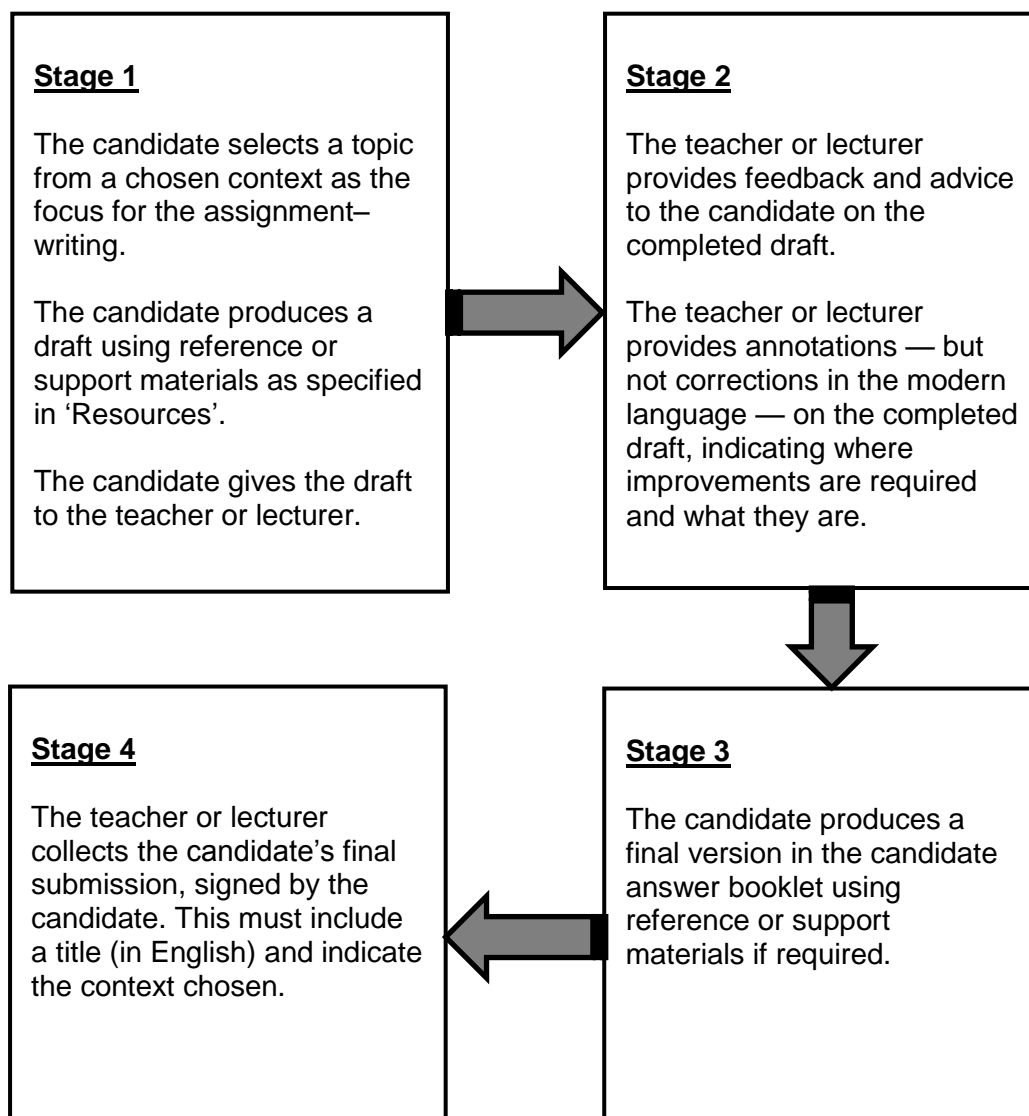 Stage 1
The candidate selects a topic
from a chosen context as the
focus for the assignment–
writing.
The candidate produces a
draft using reference or
support materials as specified
in ‘Resources’.
The candidate gives the draft
to the teacher or lecturer.
Stage 2
The teacher or lecturer
provides feedback and advice
to the candidate on the
completed draft.
The teacher or lecturer
provides annotations — but
not corrections in the modern
language — on the completed
draft, indicating where
improvements are required
and what they are.
Stage 3
The candidate produces a
final version in the candidate
answer booklet using
reference or support
materials if required.
Stage 4
The teacher or lecturer
collects the candidate’s final
submission, signed by the
candidate. This must include
a title (in English) and indicate
the context chosen.